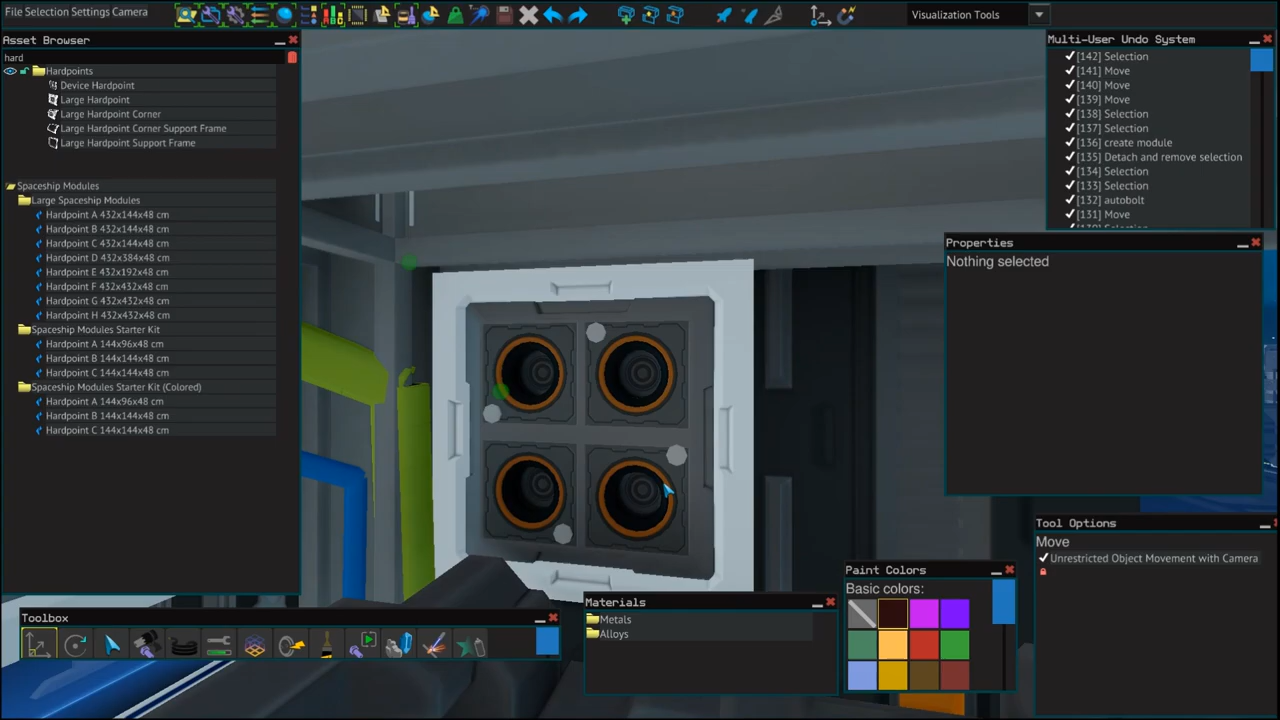 File Selection Settings Camera
Visualization Tools
Asset Browser
hard
Hardpoints
Device Hardpoint
Large Hardpoint
Large Hardpoint Corner
Large Hardpoint Corner Support Frame
Large Hardpoint Support Frame
Spaceship Modules
Large Spaceship Modules
Hardpoint A 432x144x48 cm
Hardpoint B 432x144x48 cm
Hardpoint C 432x144x48 cm
Hardpoint D 432x384x48 cm
Hardpoint E 432x192x48 cm
Hardpoint F 432x432x48 cm
Hardpoint G 432x432x48 cm
Hardpoint H 432x432x48 cm
Spaceship Modules Starter Kit
Hardpoint A 144x96x48 cm
Hardpoint B 144x144x48 cm
Hardpoint C 144x144x48 cm
Spaceship Modules Starter Kit (Colored)
Hardpoint A 144x96x48 cm
Hardpoint B 144x144x48 cm
Hardpoint C 144x144x48 cm
Multi-User Undo System
[142] Selection
[141] Move
[140] Move
[139] Move
[138] Selection
[137] Selection
[136] create module
[135] Detach and remove selection
[134] Selection
[133] Selection
[132] autobolt
[131] Move
Properties
Nothing selected
Tool Options
Move
Unrestricted Object Movement with Camera
Paint Colors
Basic colors:
Materials
Metals
Alloys
Toolbox